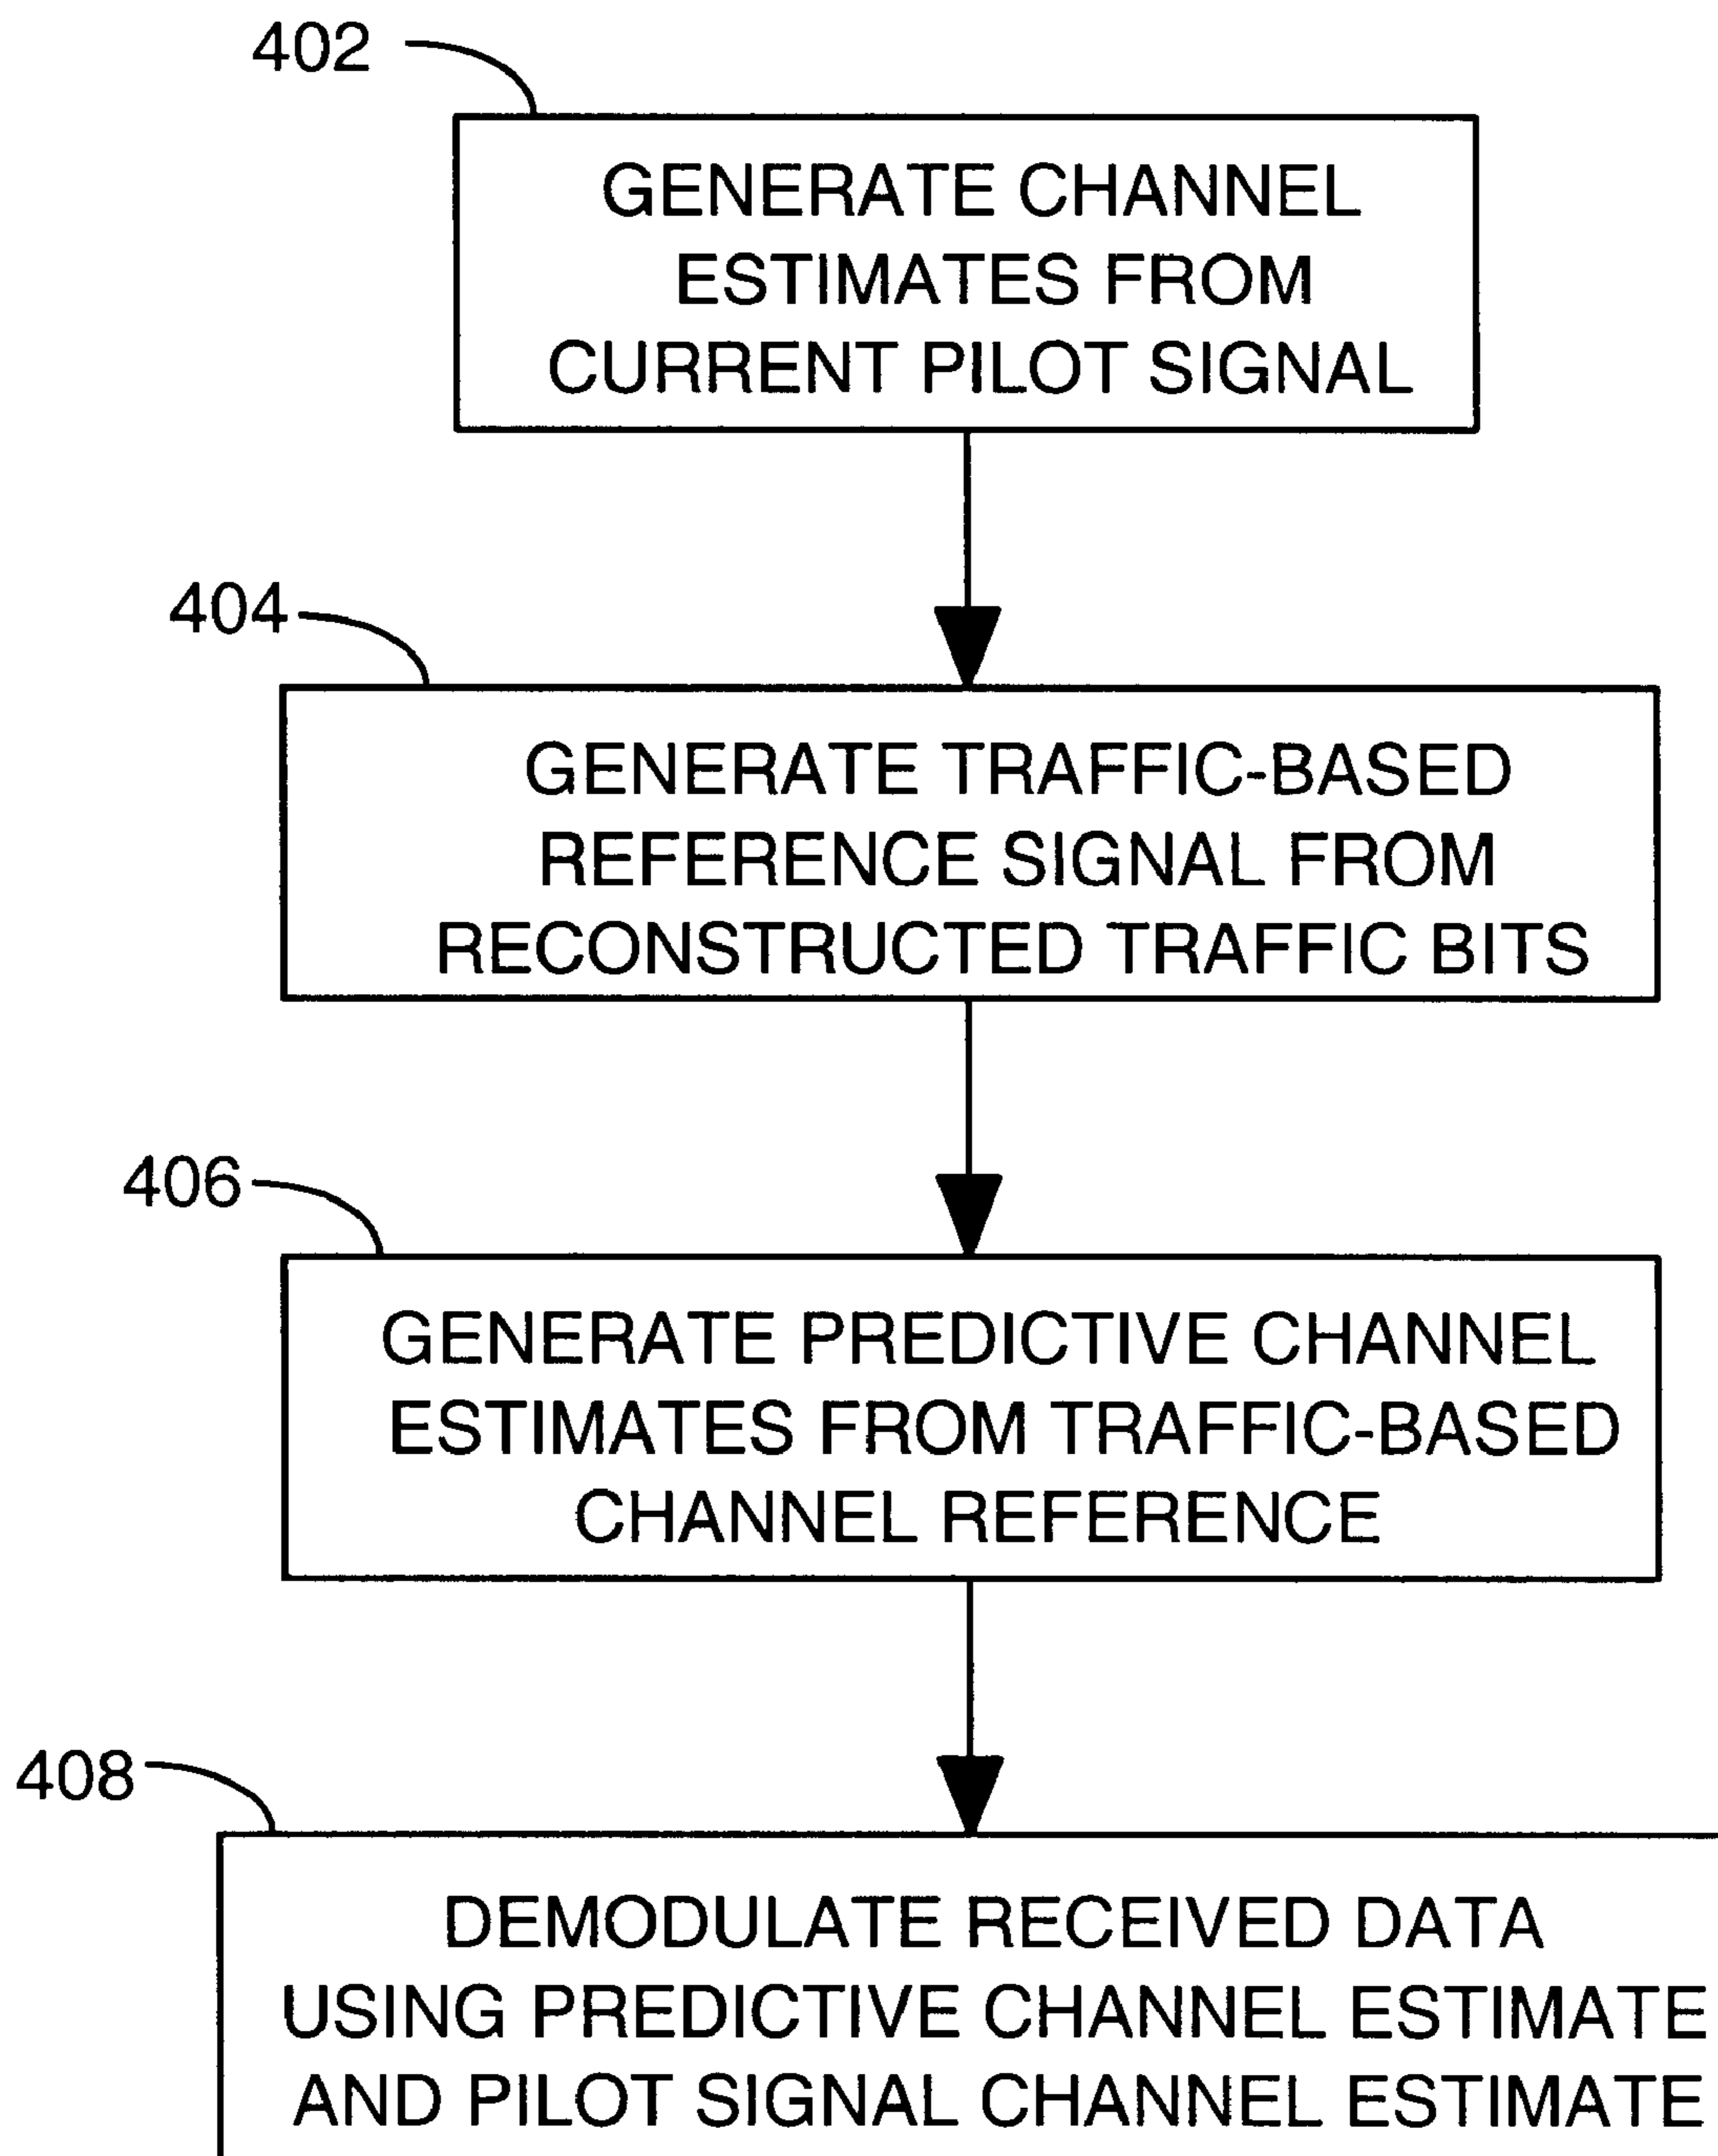 402
GENERATE CHANNEL
ESTIMATES FROM
CURRENT PILOT SIGNAL
404
GENERATE TRAFFIC-BASED
REFERENCE SIGNAL FROM
RECONSTRUCTED TRAFFIC BITS
406
GENERATE PREDICTIVE CHANNEL
ESTIMATES FROM TRAFFIC-BASED
CHANNEL REFERENCE
408
DEMODULATE RECEIVED DATA
USING PREDICTIVE CHANNEL ESTIMATE
AND PILOT SIGNAL CHANNEL ESTIMATE